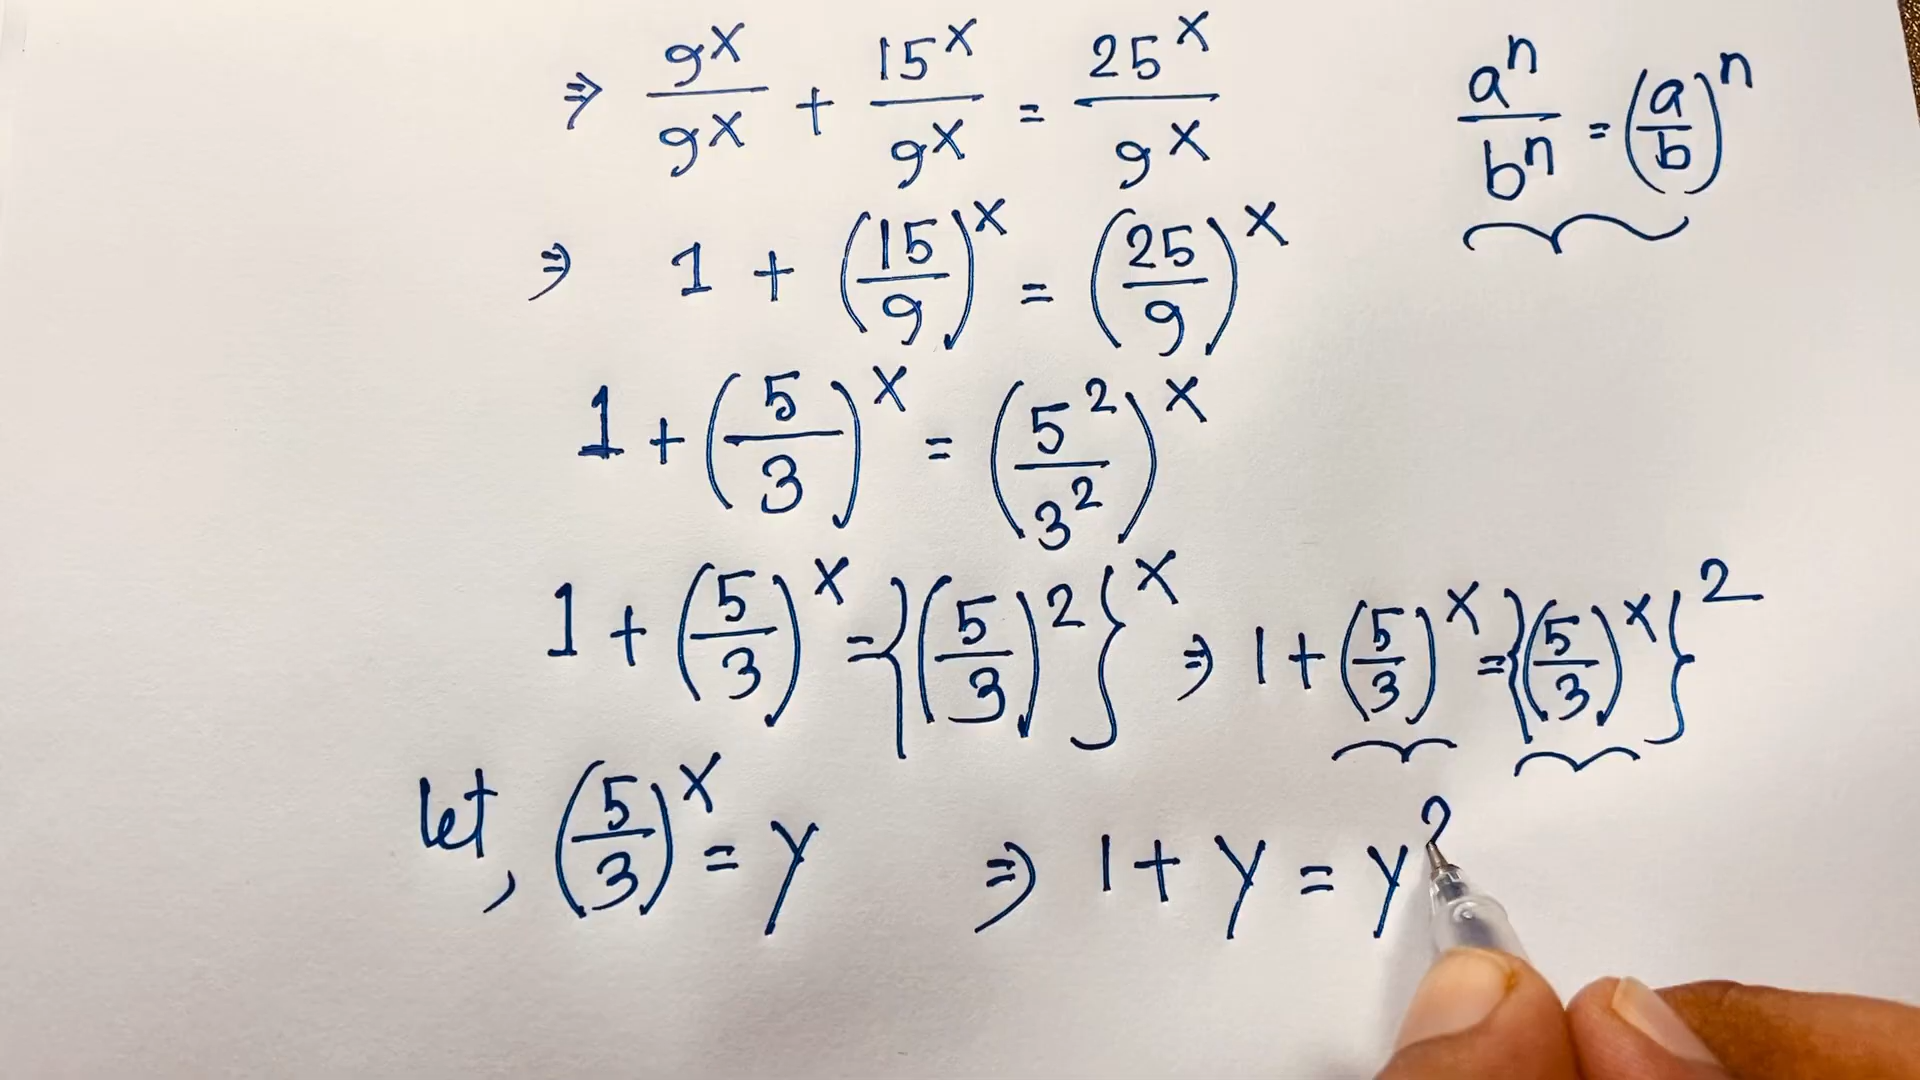 ⇒ 9^x/9^x + 15^x/9^x = 25^x/9^x
a^n/b^n = (a/b)^n
⇒ 1 + (15/9)^x = (25/9)^x
1 + (5/3)^x = (5^2/3^2)^x
1 + (5/3)^x = {(5/3)^2}^x ⇒ 1 + (5/3)^x = {(5/3)^x}^2
let, (5/3)^x = y ⇒ 1 + y = y^2